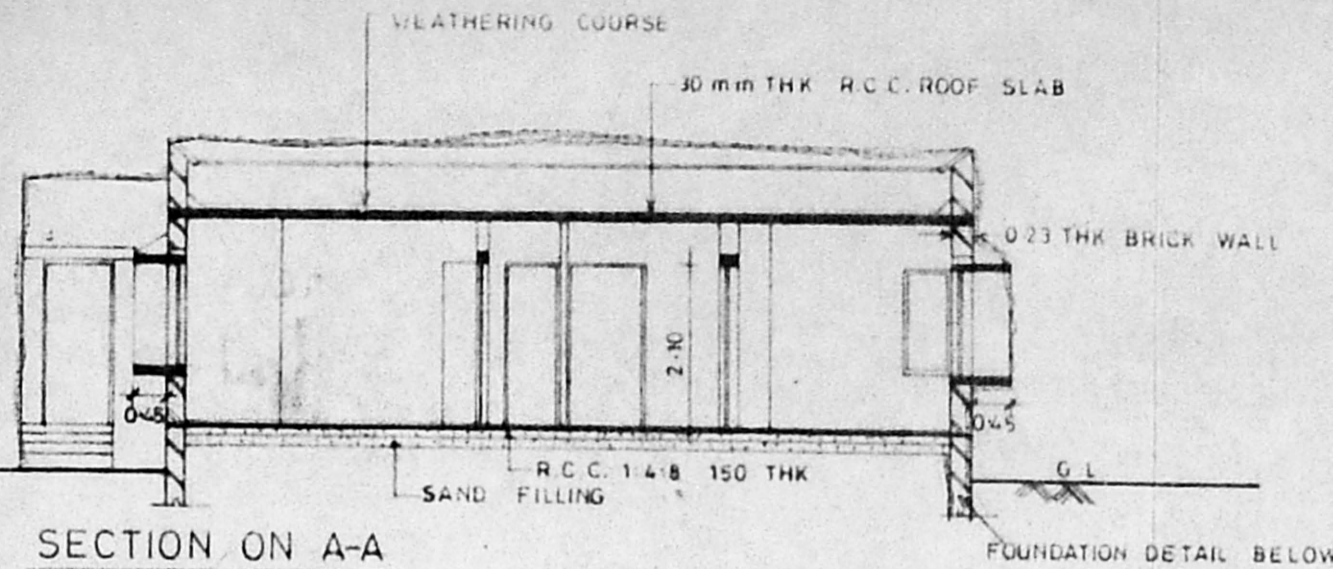 WEATHERING COURSE
30 mm THK R.C.C. ROOF SLAB
0.23 THK BRICK WALL
2.10
0.45
0.45
R.C.C. 1:4:8 150 THK
SAND FILLING
G L
SECTION ON A-A
FOUNDATION DETAIL BELOW